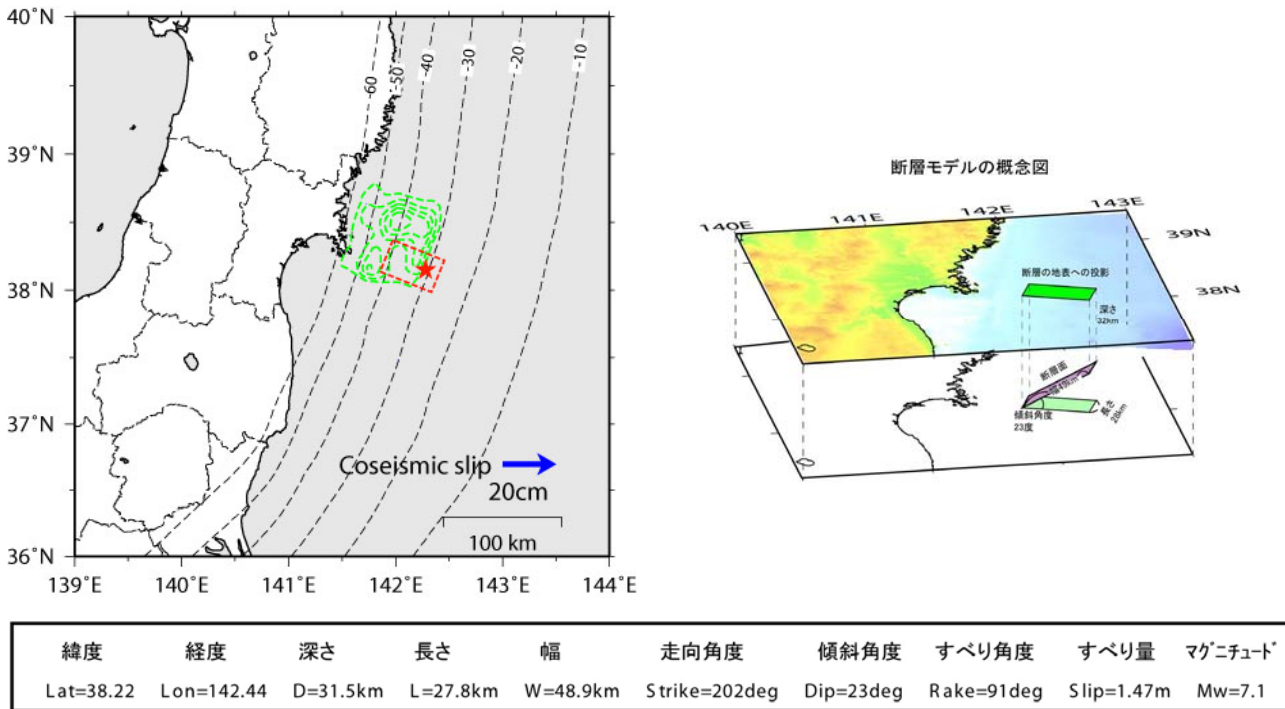 40°N
39°N
38°N
37°N
36°N
139°E
140°E
141°E
142°E
143°E
144°E
-60
-50
-40
-30
-20
-10
Coseismic slip
20cm
100 km
断層モデルの概念図
140E
141E
142E
143E
39N
38N
断層の地表への投影
深さ
32km
断層面
長さ
28km
傾斜角度
23度
緯度 経度 深さ 長さ 幅 走向角度 傾斜角度 すべり角度 すべり量 マグニチュード
Lat=38.22 Lon=142.44 D=31.5km L=27.8km W=48.9km Strike=202deg Dip=23deg Rake=91deg Slip=1.47m Mw=7.1